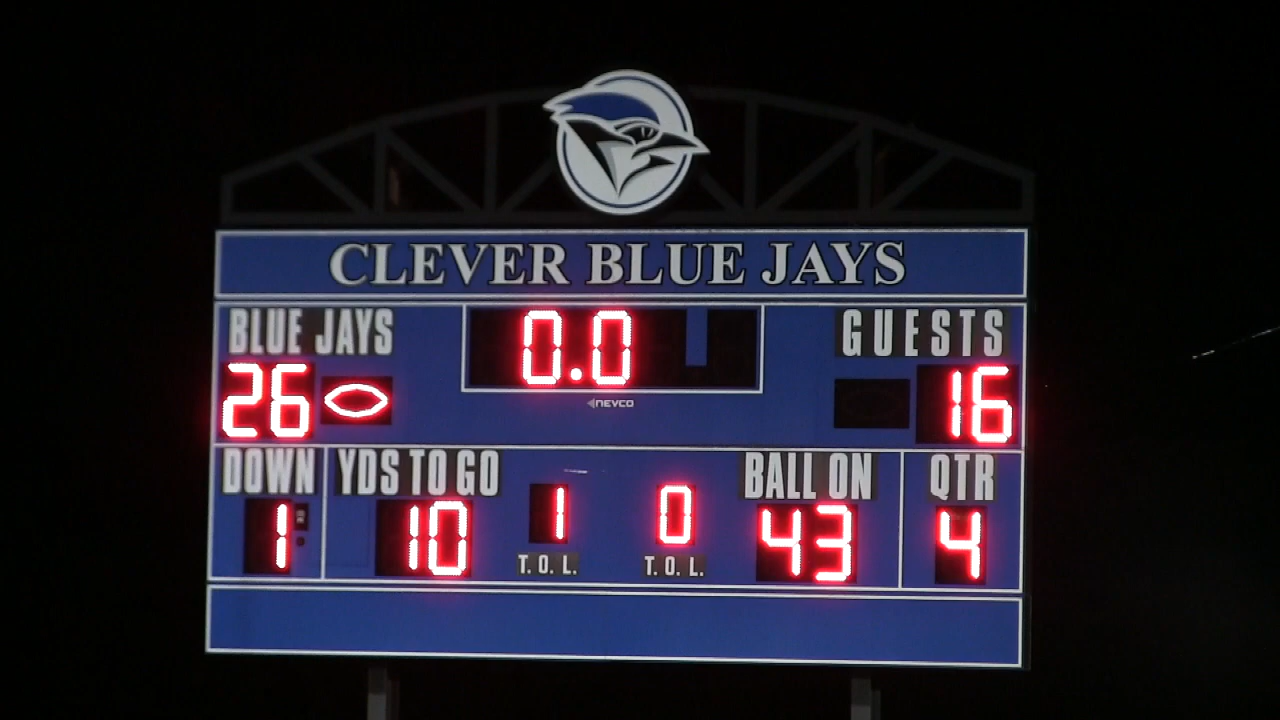 CLEVER BLUE JAYS
BLUE JAYS 0.0 GUESTS
26 16
NEVCO
DOWN YDS TO GO BALL ON QTR
1 10 1 0 43 4
T. O. L. T. O. L.